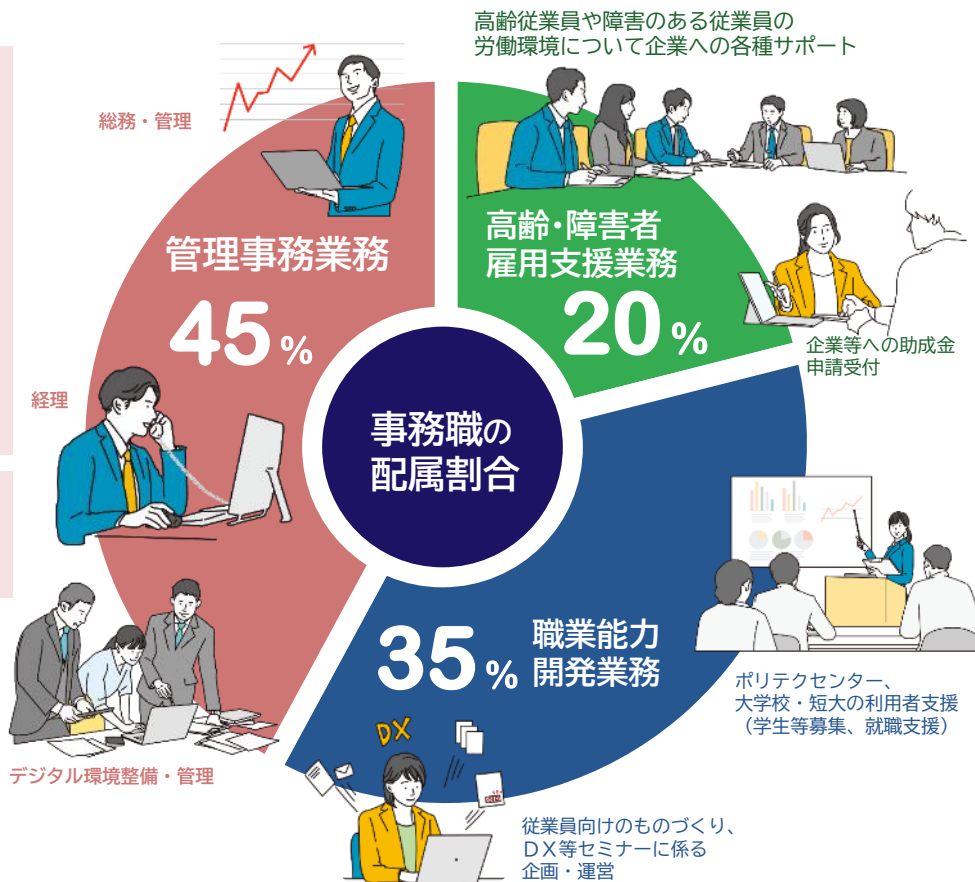 高齢従業員や障害のある従業員の
労働環境について企業への各種サポート
総務・管理
管理事務業務
45%
高齢・障害者
雇用支援業務
20%
企業等への助成金
申請受付
経理
事務職の
配属割合
35%
職業能力
開発業務
ポリテクセンター、
大学校・短大の利用者支援
(学生等募集、就職支援)
デジタル環境整備・管理
DX
従業員向けのものづくり、
DX等セミナーに係る
企画・運営